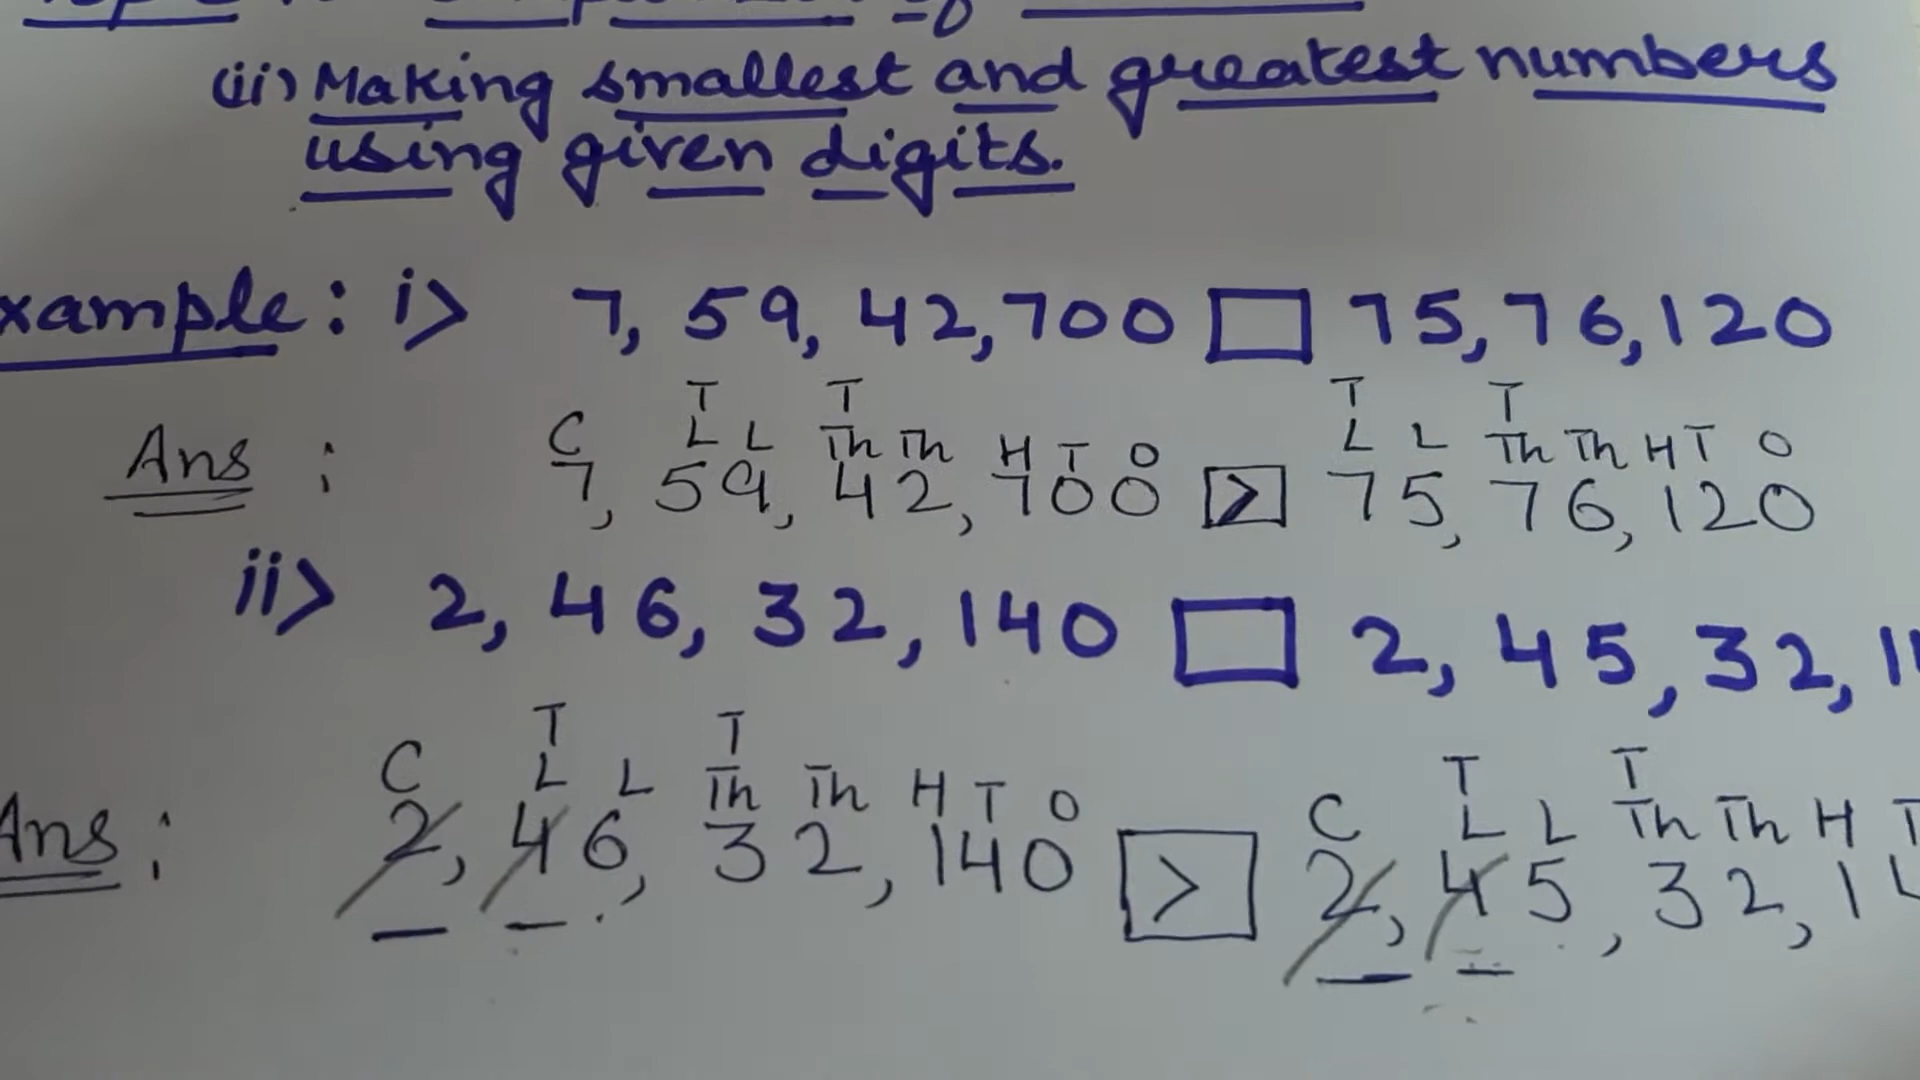 (ii) Making smallest and greatest numbers
using given digits.
xample: i> 7, 59, 42,700 □ 75,76,120
C T L L T Th Th H T O T L L T Th Th H T O
Ans : 7, 59, 42, 700 > 75, 76, 120
ii> 2, 46, 32, 140 □ 2, 45, 32, 1
C T L L T Th Th H T O C T L L T Th Th H T
Ans : 2, 46, 32, 140 > 2, 45, 32, 14